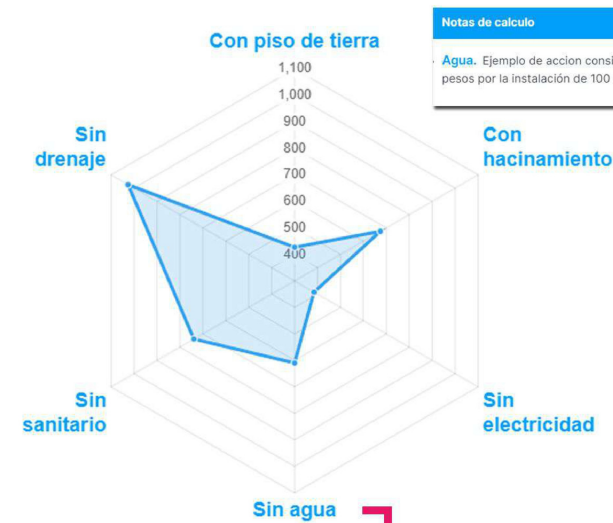 Notas de calculo
Agua. Ejemplo de accion consi
pesos por la instalación de 100
Con piso de tierra
1,100
1,000
900
800
700
600
500
400
Sin
drenaje
Con
hacinamiento
Sin
sanitario
Sin
electricidad
Sin agua